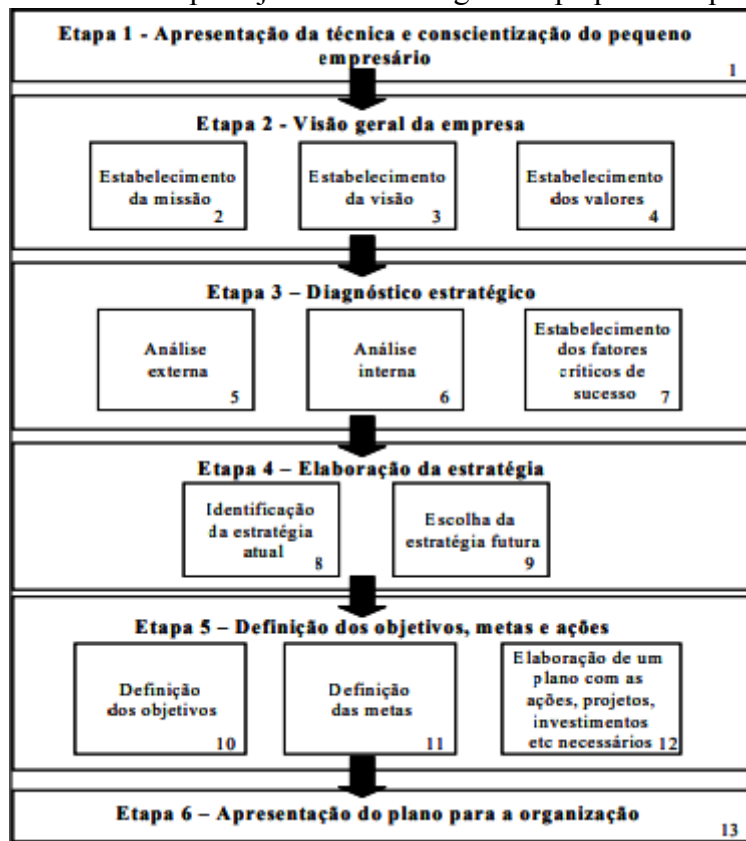 Etapa 1 - Apresentação da técnica e conscientização do pequeno
empresário
1
Etapa 2 - Visão geral da empresa
Estabelecimento
da missão
2
Estabelecimento
da visão
3
Estabelecimento
dos valores
4
Etapa 3 – Diagnóstico estratégico
Análise
externa
5
Análise
interna
6
Estabelecimento
dos fatores
críticos de
sucesso
7
Etapa 4 – Elaboração da estratégia
Identificação
da estratégia
atual
8
Escolha da
estratégia futura
9
Etapa 5 – Definição dos objetivos, metas e ações
Definição
dos objetivos
10
Definição
das metas
11
Elaboração de um
plano com as
ações, projetos,
investimentos
etc necessários 12
Etapa 6 – Apresentação do plano para a organização
13